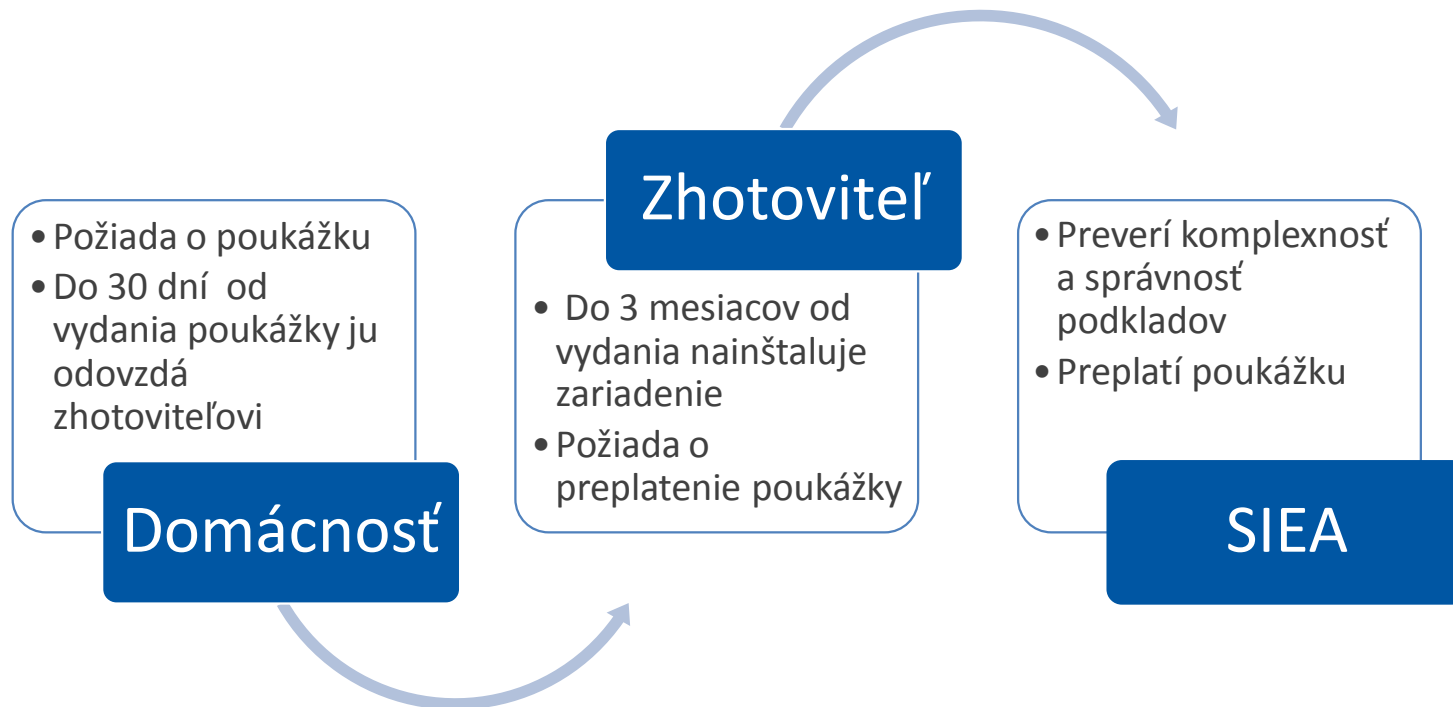 • Požiada o poukážku
• Do 30 dní od
vydania poukážky ju
odovzdá
zhotoviteľovi
Domácnosť
Zhotoviteľ
• Do 3 mesiacov od
vydania nainštaluje
zariadenie
• Požiada o
preplatenie poukážky
• Preverí komplexnosť
a správnosť
podkladov
• Preplatí poukážku
SIEA